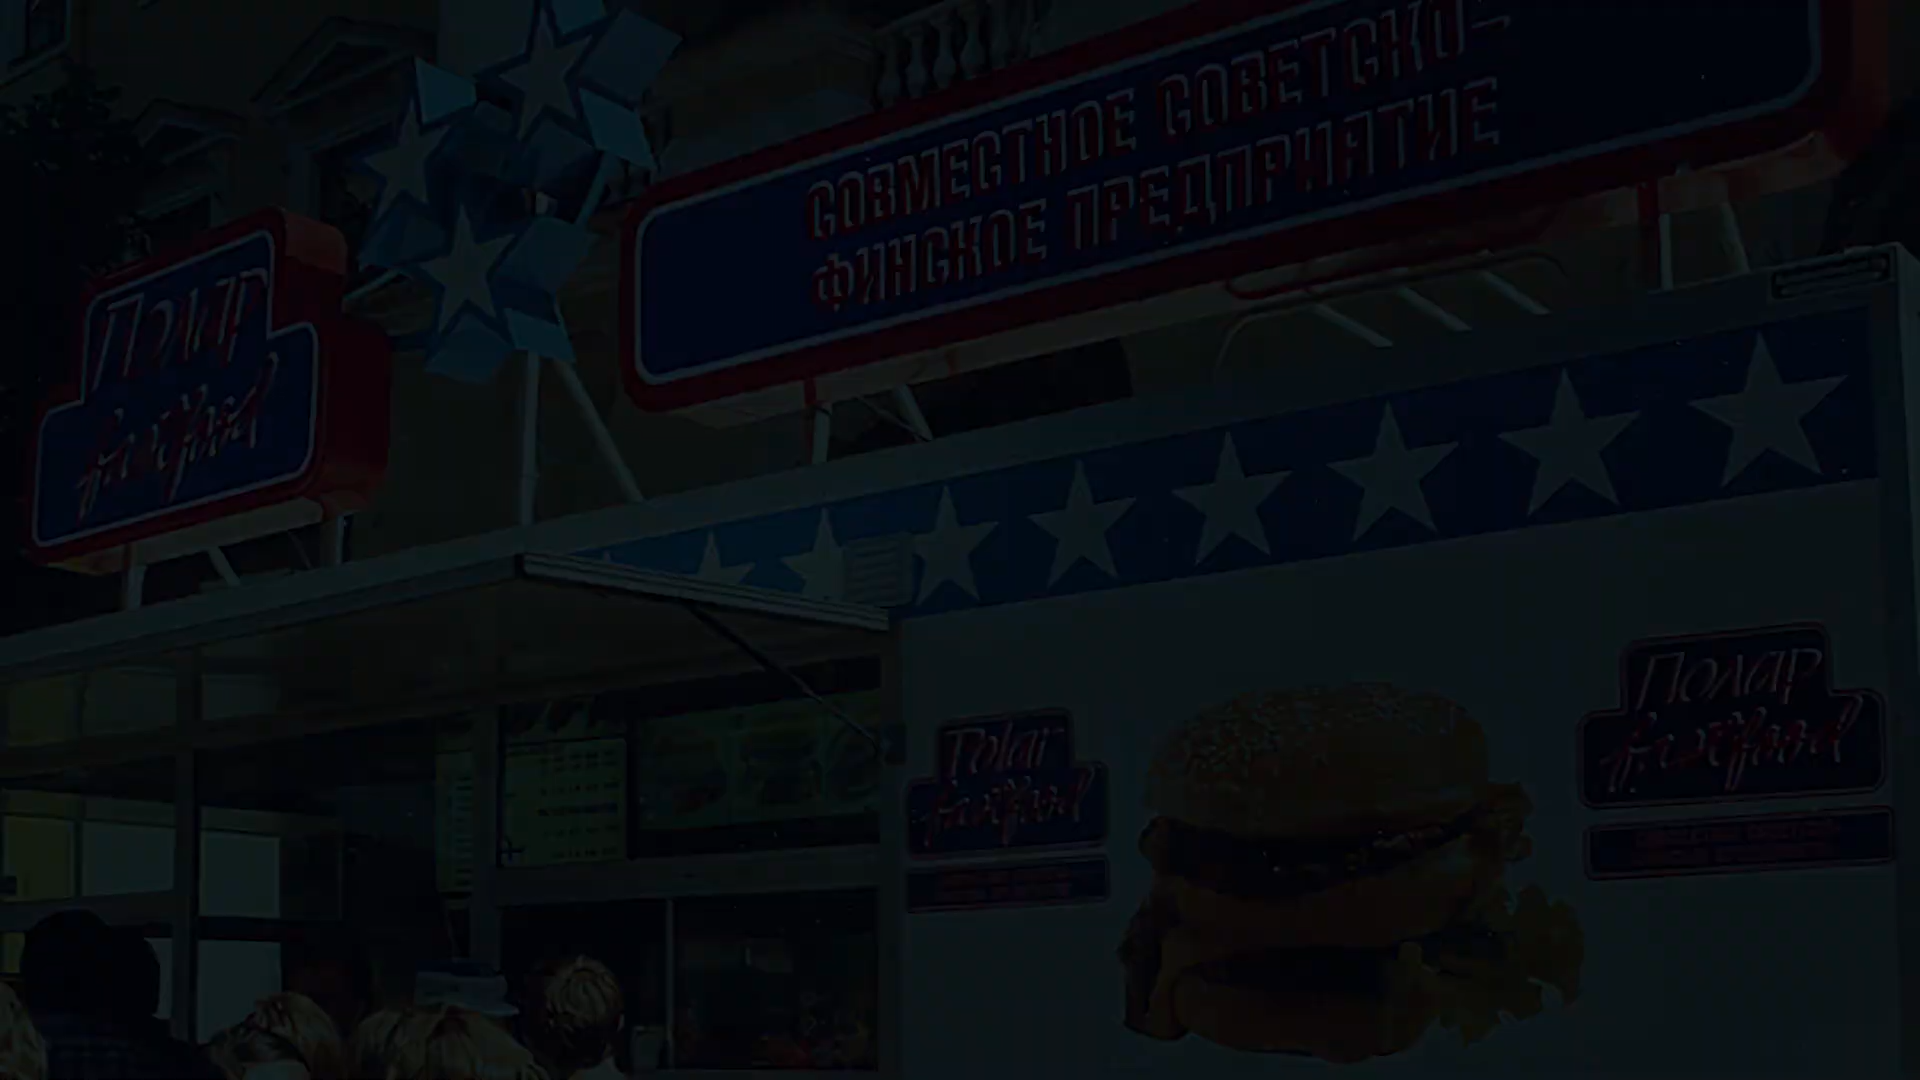 СОВМЕСТНОЕ СОВЕТСКО-
ФИНСКОЕ ПРЕДПРИЯТИЕ
Полар
fastfood
Polar
fastfood
Полар
fastfood